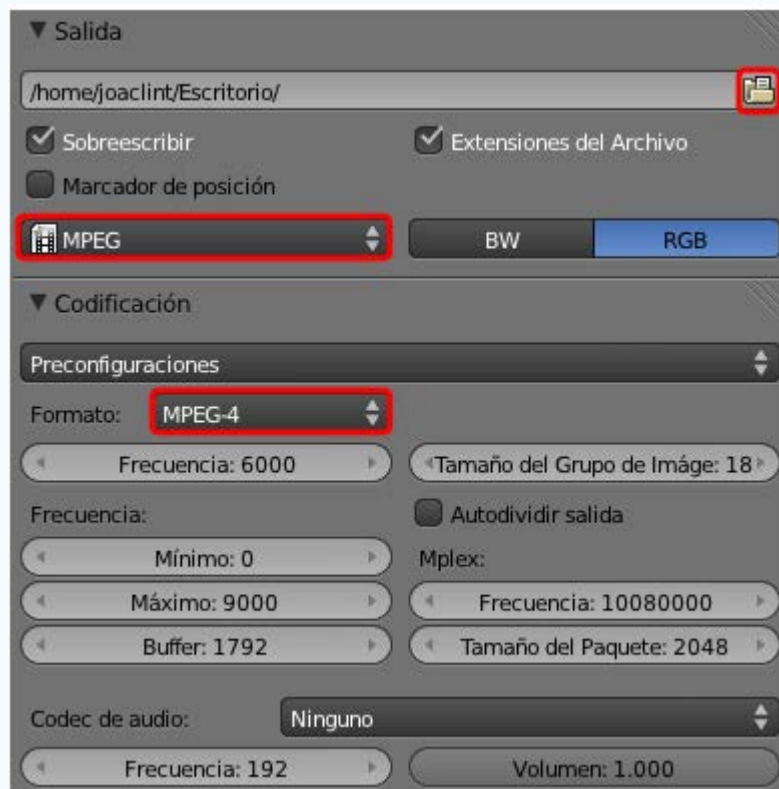 Salida
/home/joaclint/Escritorio/
Sobreescribir
Extensiones del Archivo
Marcador de posición
MPEG
BW
RGB
Codificación
Preconfiguraciones
Formato: MPEG-4
Frecuencia: 6000
Tamaño del Grupo de Imáge: 18
Frecuencia:
Autodividir salida
Mínimo: 0
Mplex:
Máximo: 9000
Frecuencia: 10080000
Buffer: 1792
Tamaño del Paquete: 2048
Codec de audio: Ninguno
Frecuencia: 192
Volumen: 1.000